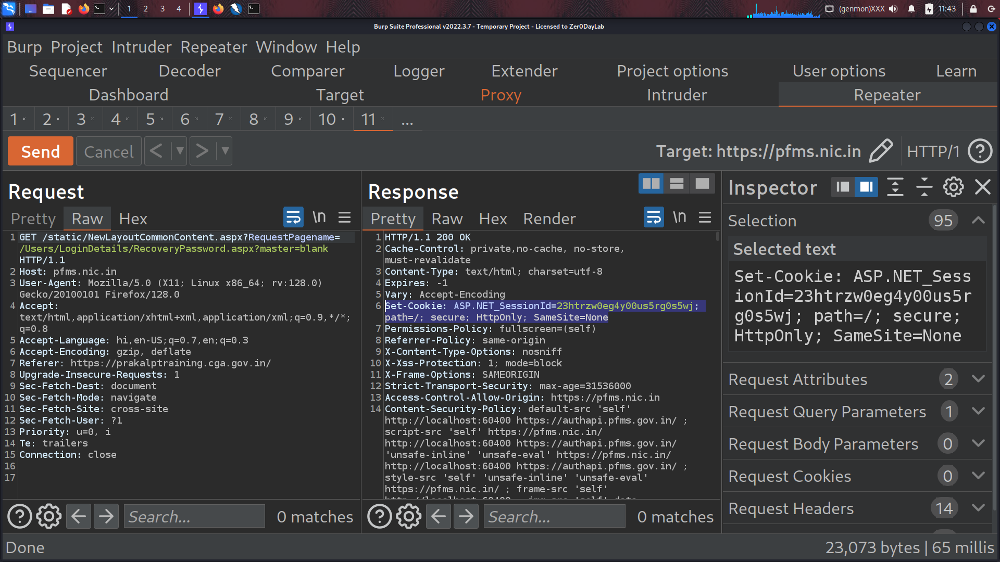 1 2 3 4 (genmon)XXX 11:43
Burp Suite Professional v2022.3.7 - Temporary Project - Licensed to Zer0DayLab
Burp Project Intruder Repeater Window Help
Sequencer Decoder Comparer Logger Extender Project options User options Learn
Dashboard Target Proxy Intruder Repeater
1 × 2 × 3 × 4 × 5 × 6 × 7 × 8 × 9 × 10 × 11 × ...
Send Cancel < > Target: https://pfms.nic.in HTTP/1 ?
Request
Pretty Raw Hex \n
1 GET /static/NewLayoutCommonContent.aspx?RequestPagename=
/Users/LoginDetails/RecoveryPassword.aspx?master=blank
HTTP/1.1
2 Host: pfms.nic.in
3 User-Agent: Mozilla/5.0 (X11; Linux x86_64; rv:128.0)
Gecko/20100101 Firefox/128.0
4 Accept:
text/html,application/xhtml+xml,application/xml;q=0.9,*/*;
q=0.8
5 Accept-Language: hi,en-US;q=0.7,en;q=0.3
6 Accept-Encoding: gzip, deflate
7 Referer: https://prakalptraining.cga.gov.in/
8 Upgrade-Insecure-Requests: 1
9 Sec-Fetch-Dest: document
10 Sec-Fetch-Mode: navigate
11 Sec-Fetch-Site: cross-site
12 Sec-Fetch-User: ?1
13 Priority: u=0, i
14 Te: trailers
15 Connection: close
16
17
? Search... 0 matches
Response
Pretty Raw Hex Render \n
1 HTTP/1.1 200 OK
2 Cache-Control: private,no-cache, no-store,
must-revalidate
3 Content-Type: text/html; charset=utf-8
4 Expires: -1
5 Vary: Accept-Encoding
6 Set-Cookie: ASP.NET_SessionId=23htrzw0eg4y00us5rg0s5wj;
path=/; secure; HttpOnly; SameSite=None
7 Permissions-Policy: fullscreen=(self)
8 Referrer-Policy: same-origin
9 X-Content-Type-Options: nosniff
10 X-Xss-Protection: 1; mode=block
11 X-Frame-Options: SAMEORIGIN
12 Strict-Transport-Security: max-age=31536000
13 Access-Control-Allow-Origin: https://pfms.nic.in
14 Content-Security-Policy: default-src 'self'
http://localhost:60400 https://authapi.pfms.gov.in/ ;
script-src 'self' https://pfms.nic.in/
http://localhost:60400 https://authapi.pfms.gov.in/
'unsafe-inline' 'unsafe-eval' https://pfms.nic.in/
http://localhost:60400 https://authapi.pfms.gov.in/ ;
style-src 'self' 'unsafe-inline' 'unsafe-eval'
https://pfms.nic.in/ ; frame-src 'self'
? Search... 0 matches
Inspector
Selection 95
Selected text
Set-Cookie: ASP.NET_Sess
ionId=23htrzw0eg4y00us5r
g0s5wj; path=/; secure;
HttpOnly; SameSite=None
Request Attributes 2
Request Query Parameters 1
Request Body Parameters 0
Request Cookies 0
Request Headers 14
Done 23,073 bytes | 65 millis